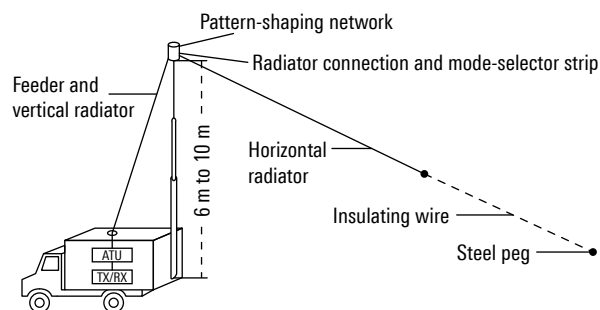 Pattern-shaping network
Radiator connection and mode-selector strip
Feeder and
vertical radiator
6 m to 10 m
Horizontal
radiator
Insulating wire
Steel peg
ATU
TX/RX